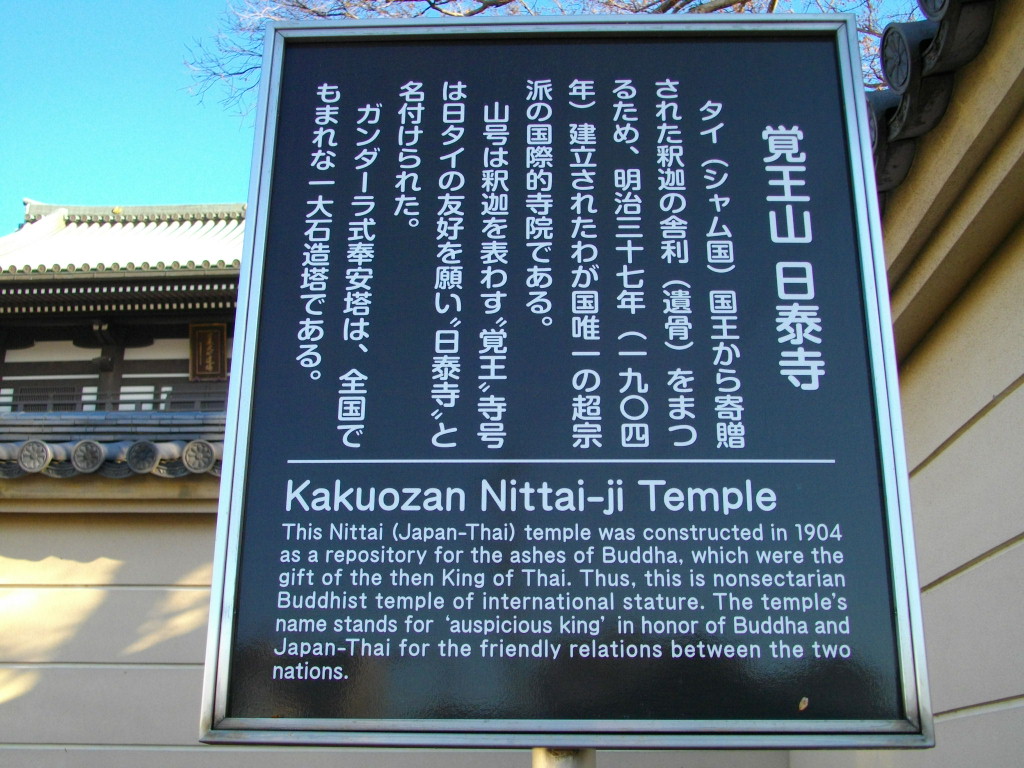 覚王山 日泰寺
タイ（シャム国）国王から寄贈
された釈迦の舎利（遺骨）をまつ
るため、明治三十七年（一九〇四
年）建立されたわが国唯一の超宗
派の国際的寺院である。
山号は釈迦を表わす〝覚王〟寺号
は日タイの友好を願い〝日泰寺〟と
名付けられた。
ガンダーラ式奉安塔は、全国で
もまれな一大石造塔である。
Kakuozan Nittai-ji Temple
This Nittai (Japan-Thai) temple was constructed in 1904
as a repository for the ashes of Buddha, which were the
gift of the then King of Thai. Thus, this is nonsectarian
Buddhist temple of international stature. The temple's
name stands for ‘auspicious king’ in honor of Buddha and
Japan-Thai for the friendly relations between the two
nations.